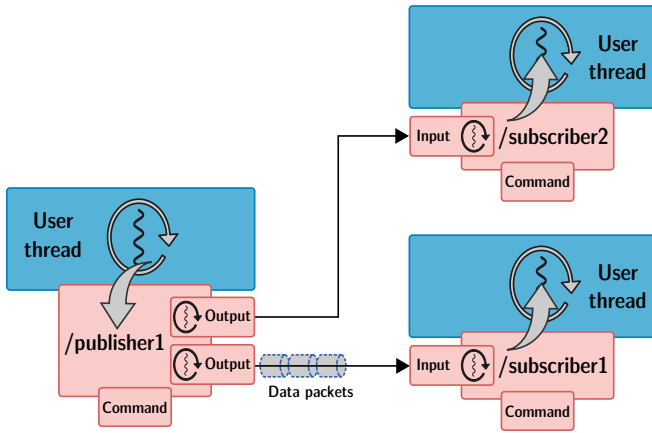 User
thread
Input
/subscriber2
Command
User
thread
Output
/publisher1
Output
Command
Data packets
User
thread
Input
/subscriber1
Command